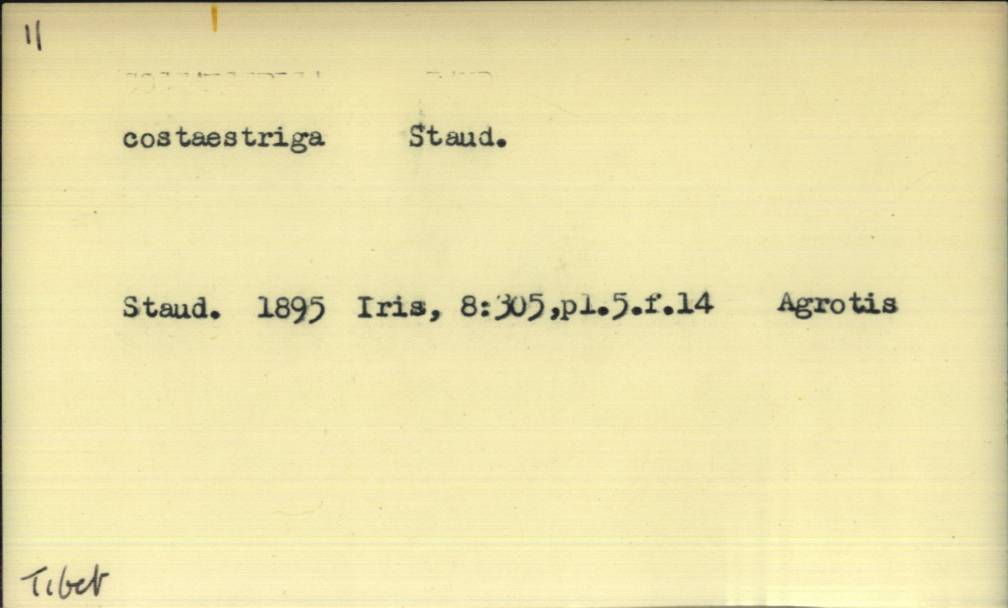 11
costaestriga Staud.
Staud. 1895 Iris, 8:305,pl.5.f.14 Agrotis
Tibet